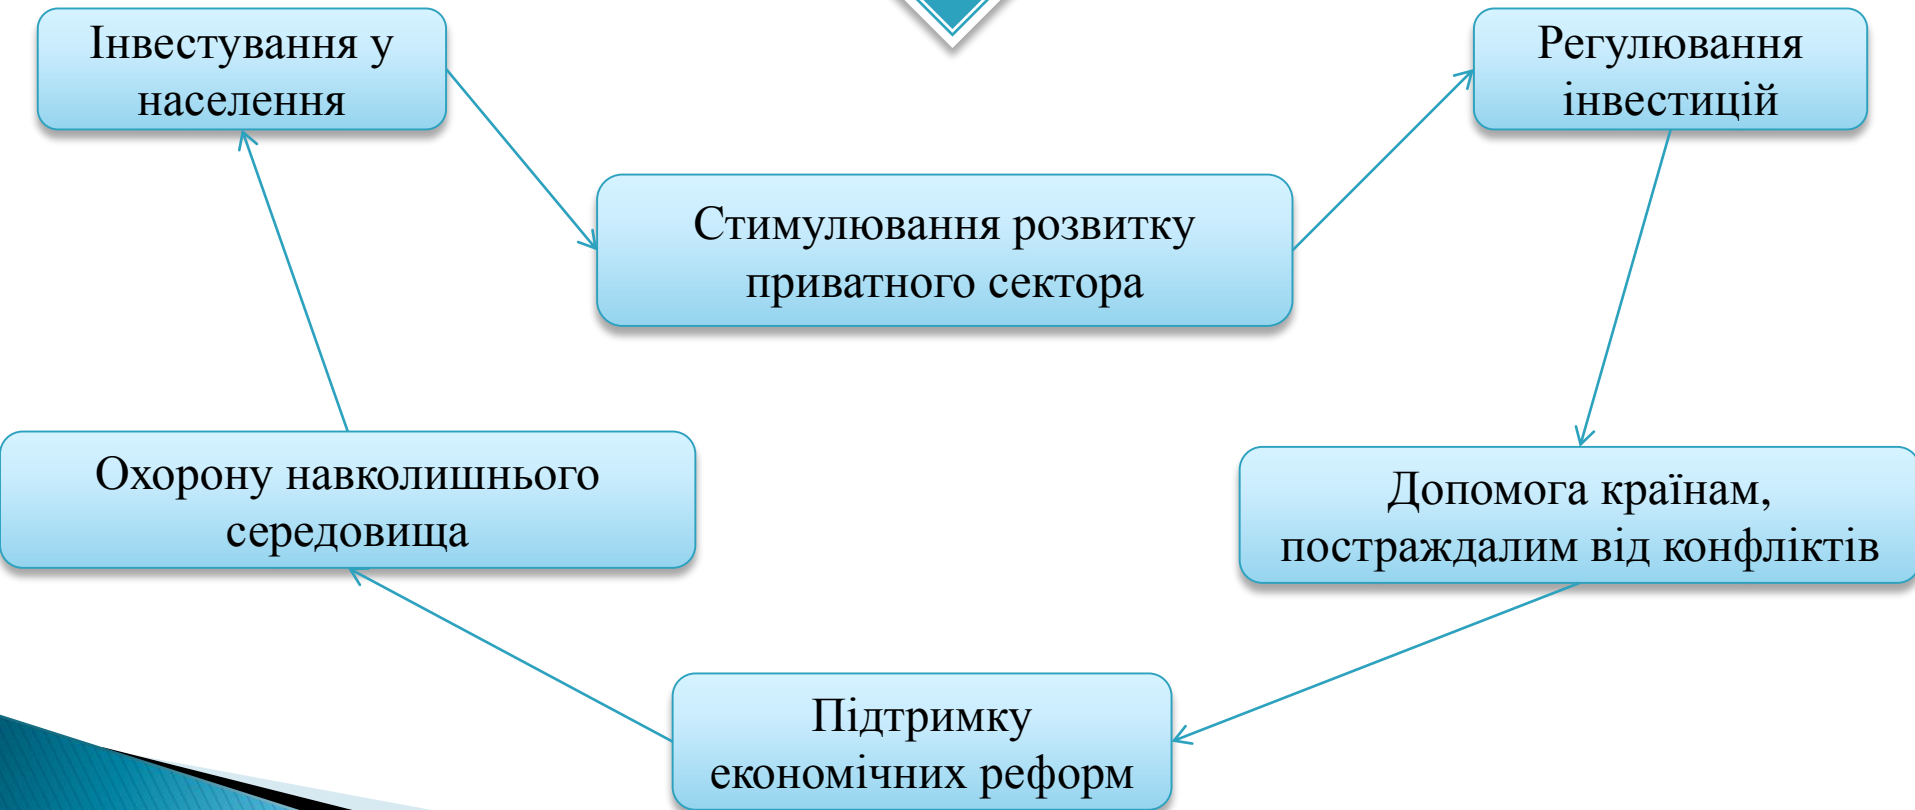 Інвестування у
населення
Регулювання
інвестицій
Стимулювання розвитку
приватного сектора
Охорону навколишнього
середовища
Допомога країнам,
постраждалим від конфліктів
Підтримку
економічних реформ